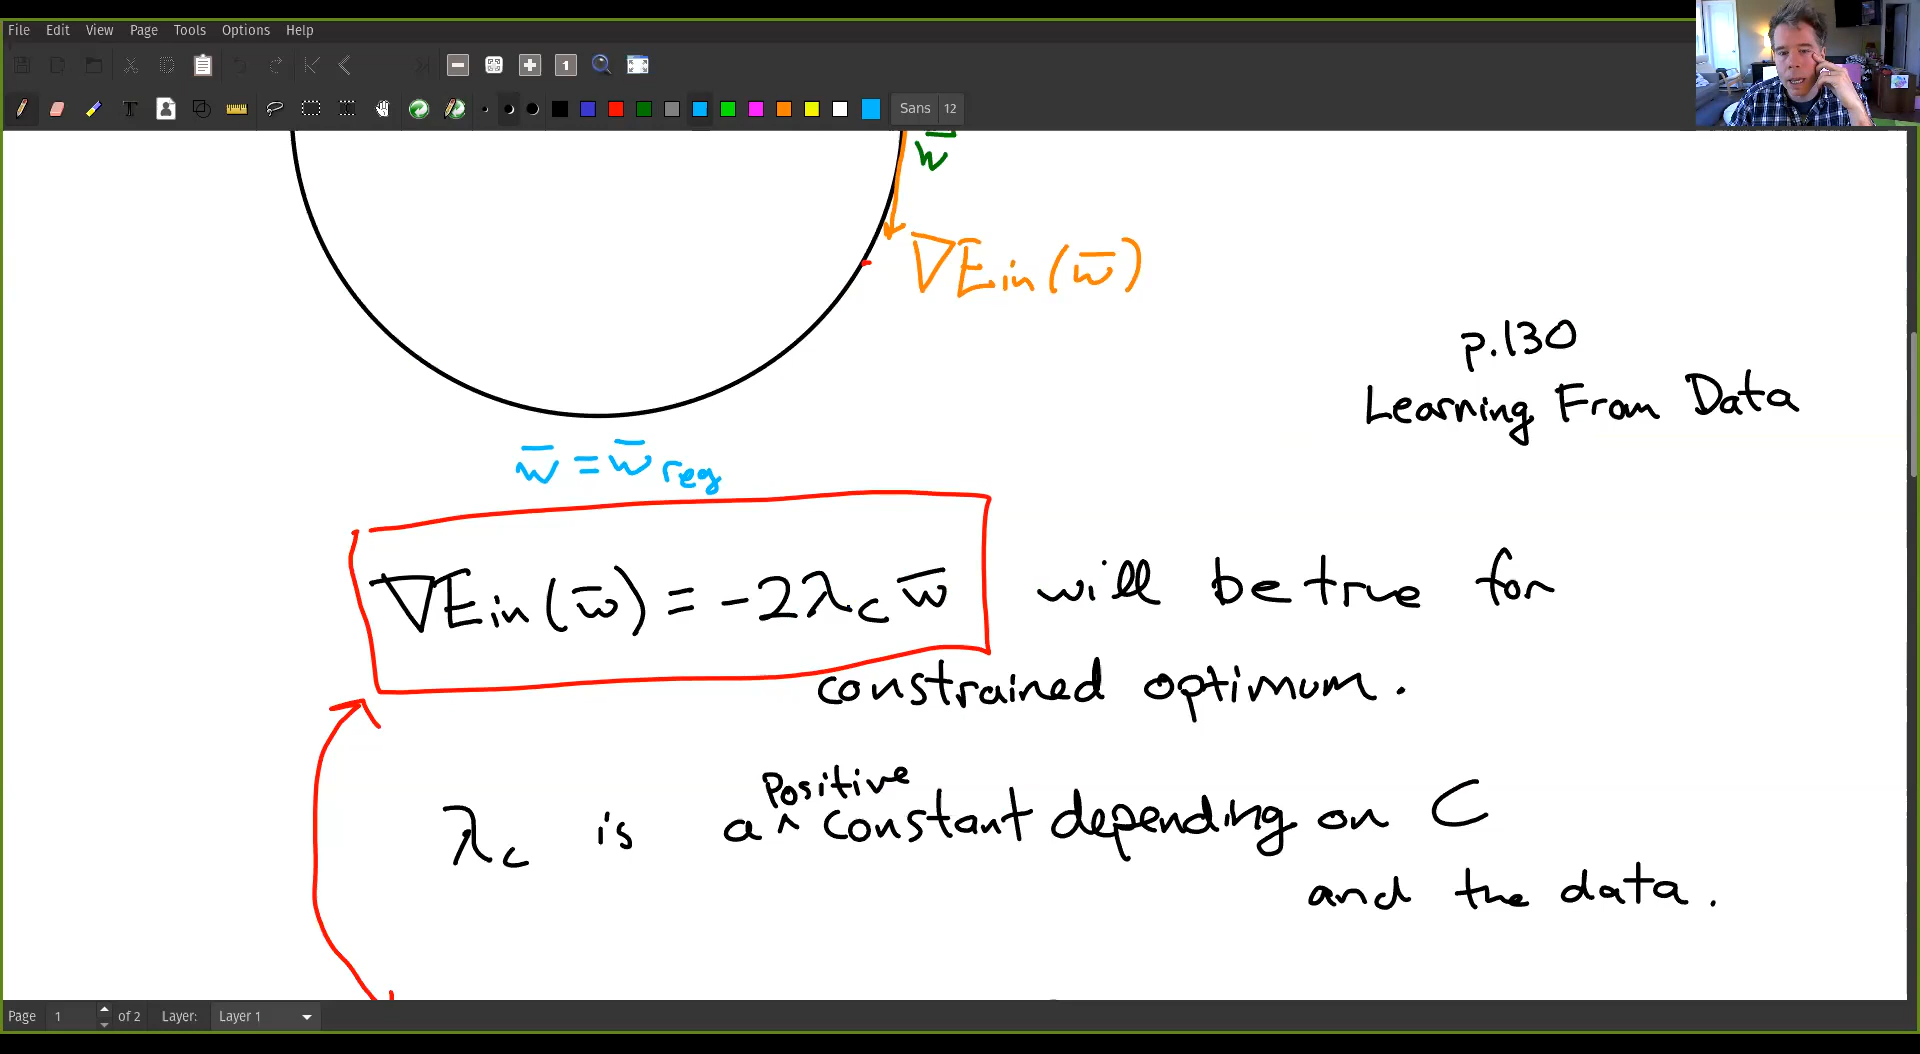 File Edit View Page Tools Options Help
Sans 12
w̅
∇Ein(w̅)
p.130
Learning From Data
w̅ = w̅reg
∇Ein(w̅) = -2λc w̅ will be true for
constrained optimum.
Positive
λc is a ^ constant depending on C
and the data.
Page 1 of 2 Layer: Layer 1